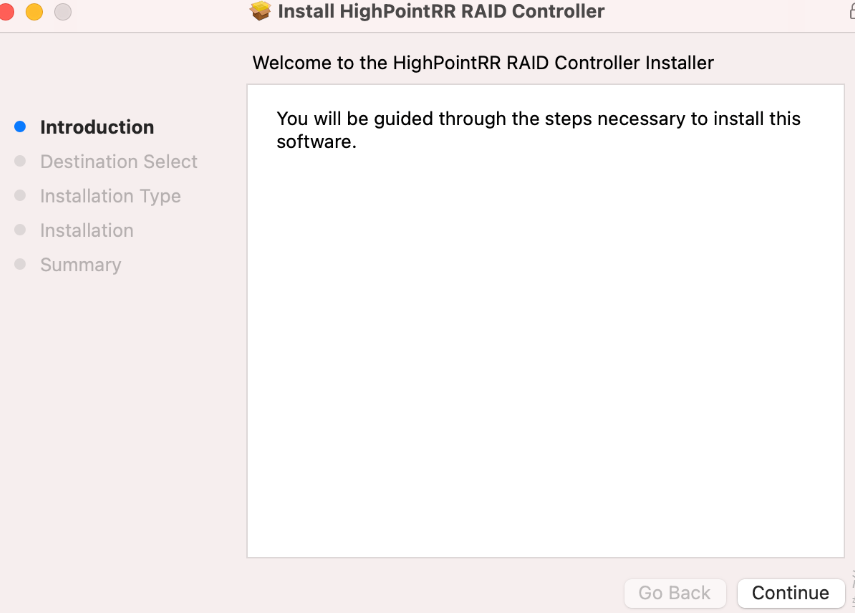 Install HighPointRR RAID Controller
Welcome to the HighPointRR RAID Controller Installer
Introduction
Destination Select
Installation Type
Installation
Summary
You will be guided through the steps necessary to install this
software.
Go Back
Continue